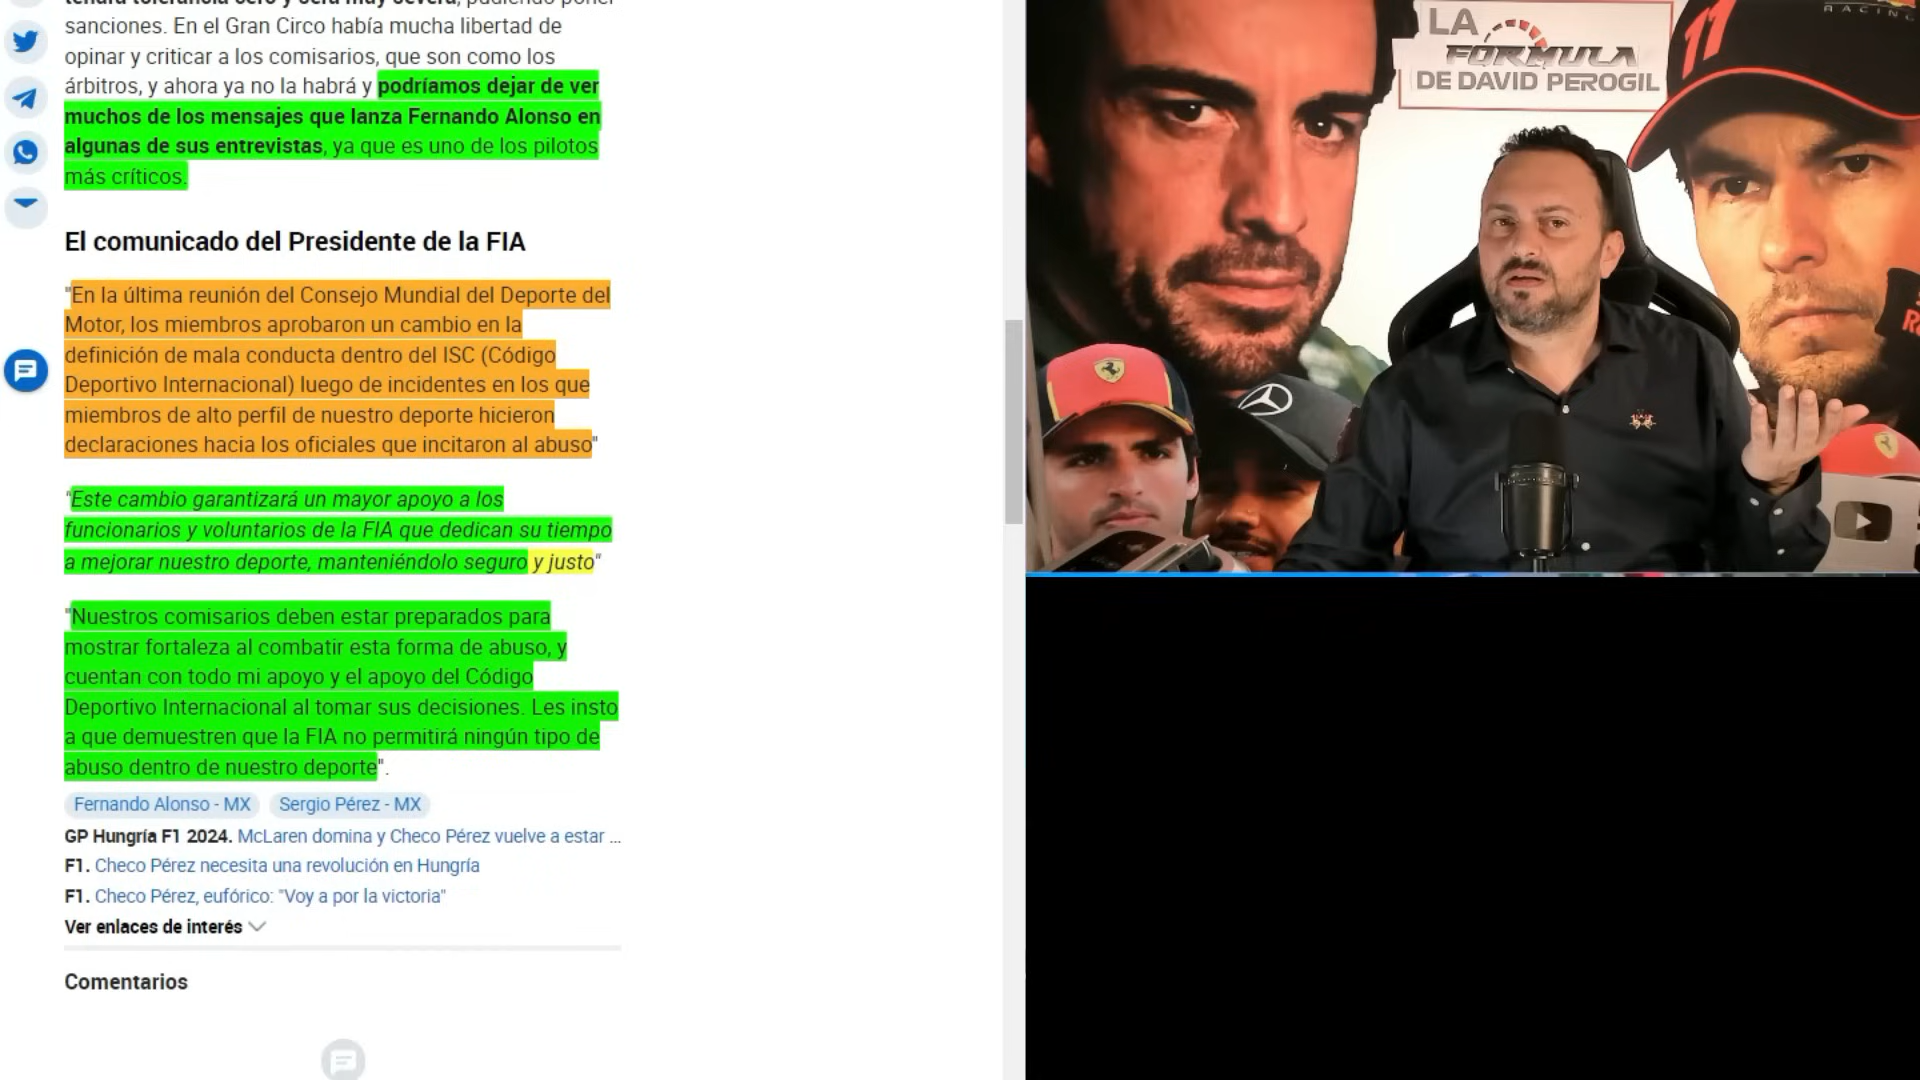 tendrá tolerancia cero y será muy severa, pudiendo poner
sanciones. En el Gran Circo había mucha libertad de
opinar y criticar a los comisarios, que son como los
árbitros, y ahora ya no la habrá y podríamos dejar de ver
muchos de los mensajes que lanza Fernando Alonso en
algunas de sus entrevistas, ya que es uno de los pilotos
más críticos.
El comunicado del Presidente de la FIA
"En la última reunión del Consejo Mundial del Deporte del
Motor, los miembros aprobaron un cambio en la
definición de mala conducta dentro del ISC (Código
Deportivo Internacional) luego de incidentes en los que
miembros de alto perfil de nuestro deporte hicieron
declaraciones hacia los oficiales que incitaron al abuso"
"Este cambio garantizará un mayor apoyo a los
funcionarios y voluntarios de la FIA que dedican su tiempo
a mejorar nuestro deporte, manteniéndolo seguro y justo"
"Nuestros comisarios deben estar preparados para
mostrar fortaleza al combatir esta forma de abuso, y
cuentan con todo mi apoyo y el apoyo del Código
Deportivo Internacional al tomar sus decisiones. Les insto
a que demuestren que la FIA no permitirá ningún tipo de
abuso dentro de nuestro deporte".
Fernando Alonso - MX Sergio Pérez - MX
GP Hungría F1 2024. McLaren domina y Checo Pérez vuelve a estar ...
F1. Checo Pérez necesita una revolución en Hungría
F1. Checo Pérez, eufórico: "Voy a por la victoria"
Ver enlaces de interés
Comentarios
LA
FÓRMULA
DE DAVID PEROGIL
11
RACING